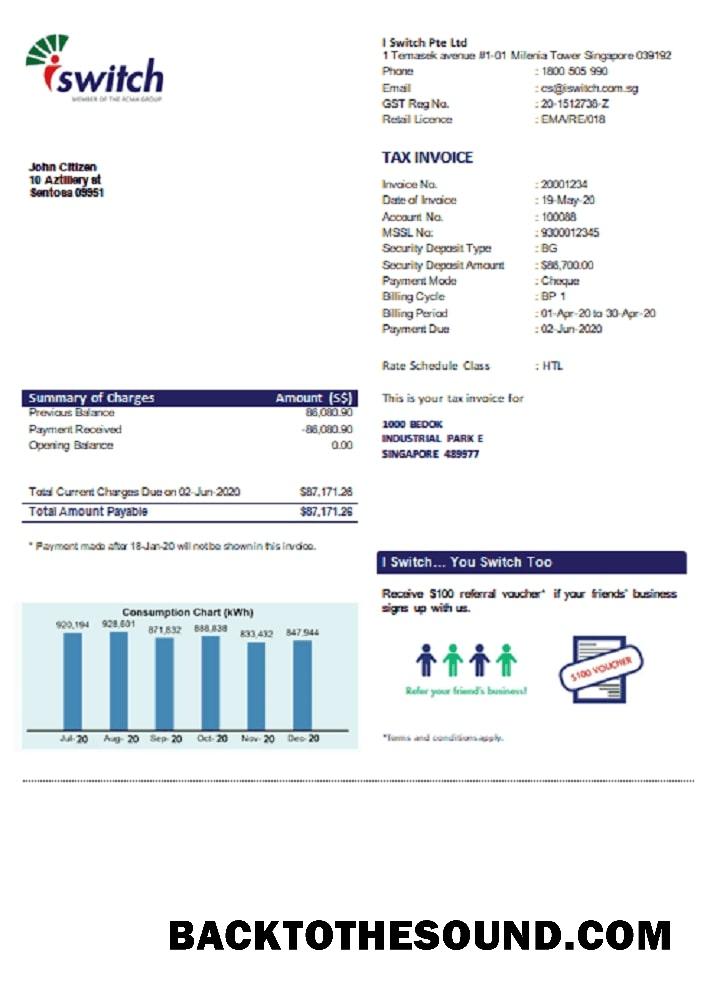 iswitch
MEMBER OF THE ACMA GROUP
I Switch Pte Ltd
1 Temasek avenue #1-01 Milenia Tower Singapore 039192
Phone : 1800 505 990
Email : cs@iswitch.com.sg
GST Reg No. : 20-1512738-Z
Retail Licence : EMA/RE/018
John Citizen
10 Aztillery st
Sentosa 09951
TAX INVOICE
Invoice No. : 20001234
Date of Invoice : 19-May-20
Account No. : 100088
MSSL No: : 9300012345
Security Deposit Type : BG
Security Deposit Amount : $86,700.00
Payment Mode : Cheque
Billing Cycle : BP 1
Billing Period : 01-Apr-20 to 30-Apr-20
Payment Due : 02-Jun-2020
Rate Schedule Class : HTL
This is your tax invoice for
1000 BEDOK
INDUSTRIAL PARK E
SINGAPORE 489977
Summary of Charges Amount (S$)
Previous Balance 86,080.90
Payment Received -86,080.90
Opening Balance 0.00
Total Current Charges Due on 02-Jun-2020 $87,171.26
Total Amount Payable $87,171.26
* Payment made after 18-Jan-20 will not be shown in this invoice.
Consumption Chart (kWh)
920,194 928,601 871,832 888,838 833,432 847,944
Jul-20 Aug-20 Sep-20 Oct-20 Nov-20 Dec-20
I Switch... You Switch Too
Receive $100 referral voucher* if your friends' business
signs up with us.
$100 VOUCHER
Refer your friend's business!
*Terms and conditions apply.
BACKTOTHESOUND.COM